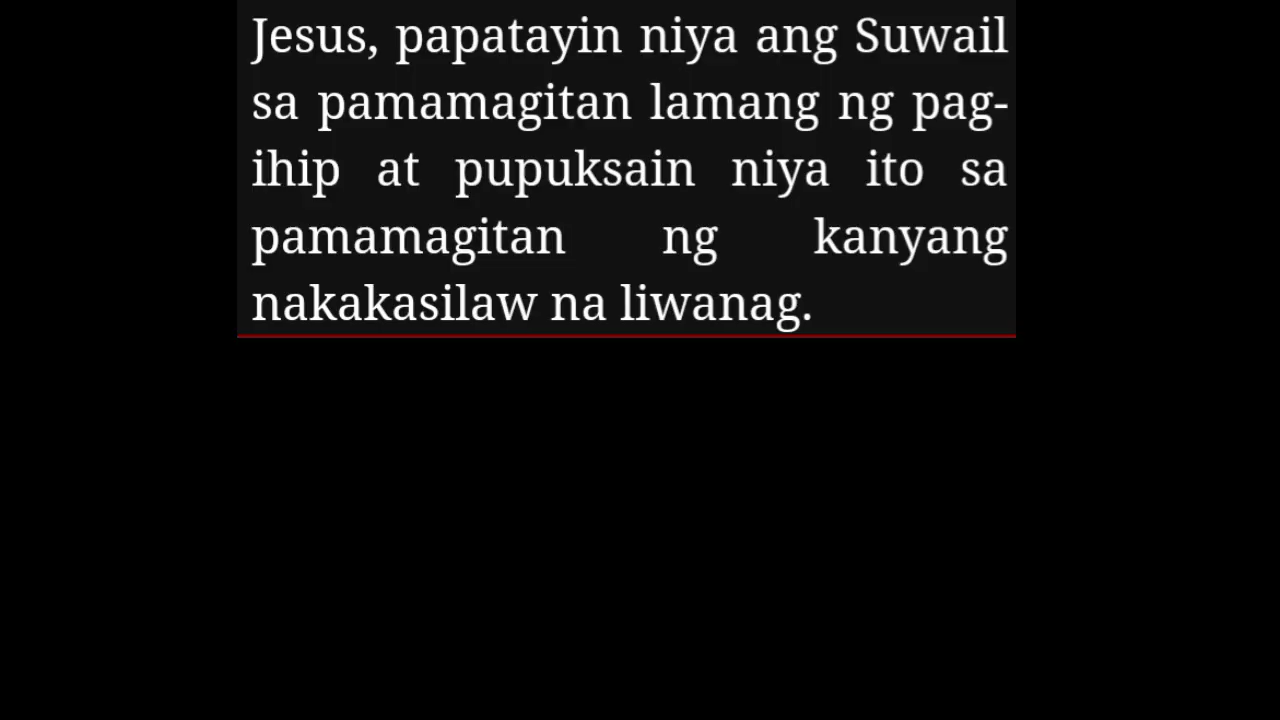 Jesus, papatayin niya ang Suwail
sa pamamagitan lamang ng pag-
ihip at pupuksain niya ito sa
pamamagitan ng kanyang
nakakasilaw na liwanag.